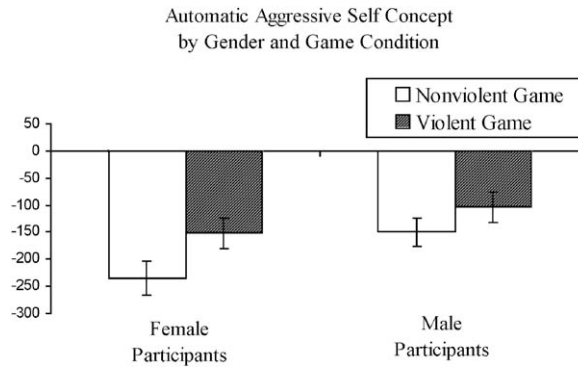 Automatic Aggressive Self Concept
by Gender and Game Condition
Nonviolent Game
Violent Game
50
0
-50
-100
-150
-200
-250
-300
Female
Participants
Male
Participants